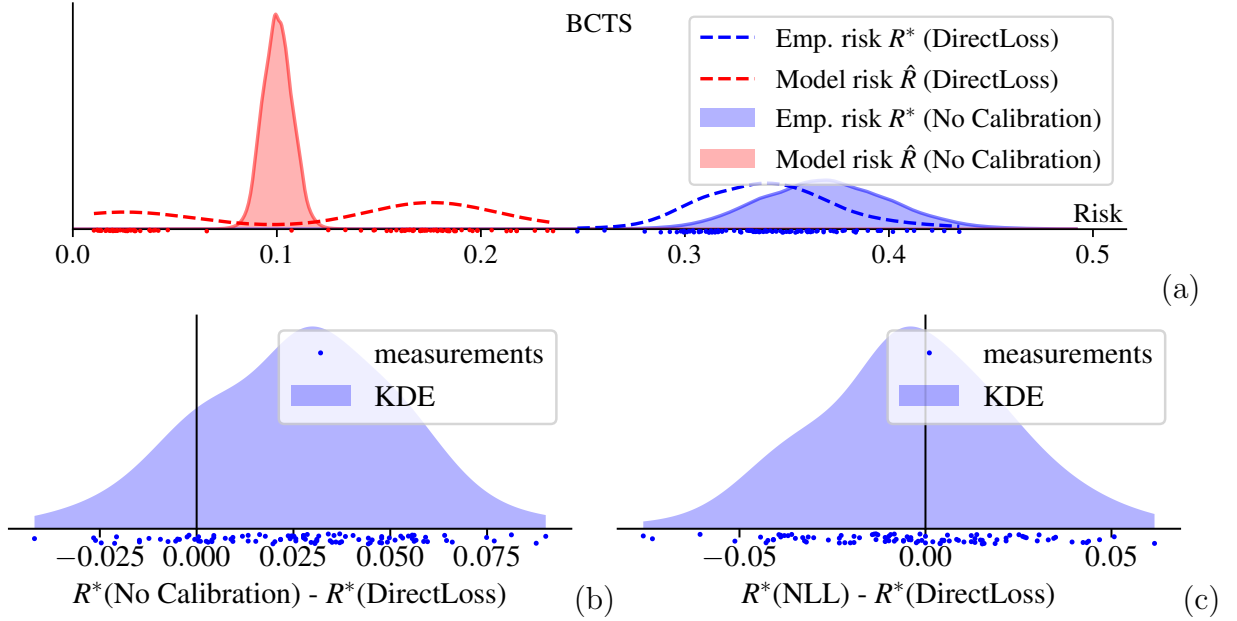 BCTS
Emp. risk R* (DirectLoss)
Model risk R̂ (DirectLoss)
Emp. risk R* (No Calibration)
Model risk R̂ (No Calibration)
Risk
0.0 0.1 0.2 0.3 0.4 0.5
(a)
measurements
KDE
−0.025 0.000 0.025 0.050 0.075
R*(No Calibration) - R*(DirectLoss)
(b)
measurements
KDE
−0.05 0.00 0.05
R*(NLL) - R*(DirectLoss)
(c)